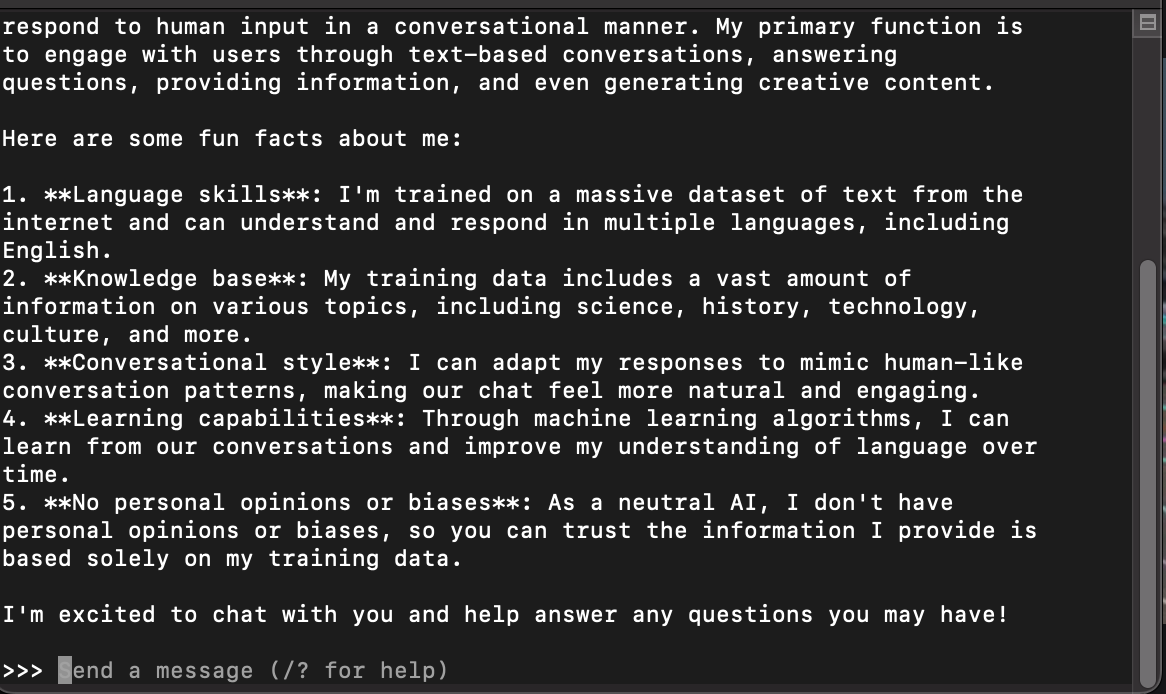 respond to human input in a conversational manner. My primary function is
to engage with users through text-based conversations, answering
questions, providing information, and even generating creative content.
Here are some fun facts about me:
1. **Language skills**: I'm trained on a massive dataset of text from the
internet and can understand and respond in multiple languages, including
English.
2. **Knowledge base**: My training data includes a vast amount of
information on various topics, including science, history, technology,
culture, and more.
3. **Conversational style**: I can adapt my responses to mimic human-like
conversation patterns, making our chat feel more natural and engaging.
4. **Learning capabilities**: Through machine learning algorithms, I can
learn from our conversations and improve my understanding of language over
time.
5. **No personal opinions or biases**: As a neutral AI, I don't have
personal opinions or biases, so you can trust the information I provide is
based solely on my training data.
I'm excited to chat with you and help answer any questions you may have!
>>> Send a message (/? for help)